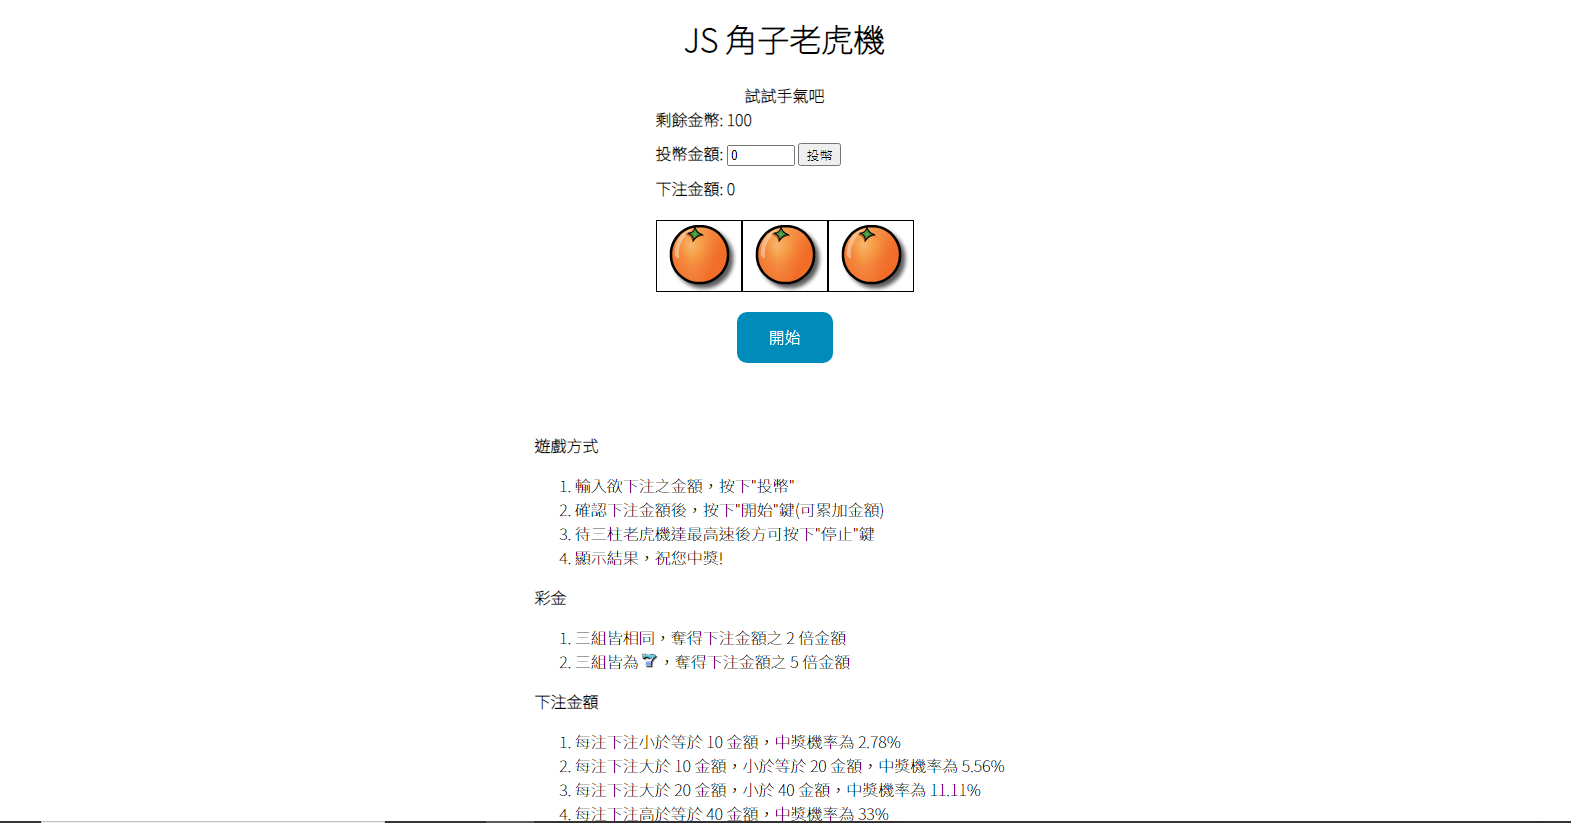 JS 角子老虎機
試試手氣吧
剩餘金幣: 100
投幣金額: 0 投幣
下注金額: 0
開始
遊戲方式
1. 輸入欲下注之金額，按下"投幣"
2. 確認下注金額後，按下"開始"鍵(可累加金額)
3. 待三柱老虎機達最高速後方可按下"停止"鍵
4. 顯示結果，祝您中獎!
彩金
1. 三組皆相同，奪得下注金額之 2 倍金額
2. 三組皆為 7，奪得下注金額之 5 倍金額
下注金額
1. 每注下注小於等於 10 金額，中獎機率為 2.78%
2. 每注下注大於 10 金額，小於等於 20 金額，中獎機率為 5.56%
3. 每注下注大於 20 金額，小於 40 金額，中獎機率為 11.11%
4. 每注下注高於等於 40 金額，中獎機率為 33%